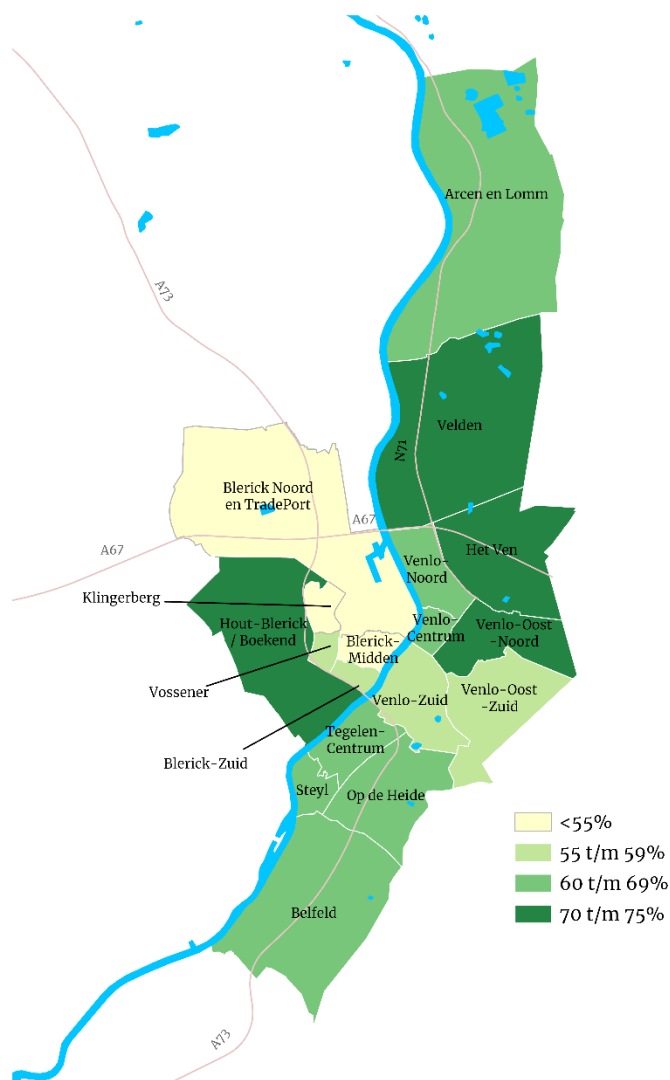 Arcen en Lomm
A73
Velden
N71
Blerick Noord
en TradePort
A67
A67
Het Ven
Venlo-
Noord
Klingerberg
Hout-Blerick
/ Boekend
Venlo-
Centrum
Venlo-Oost
-Noord
Blerick-
Midden
Vossener
Venlo-Zuid
Venlo-Oost
-Zuid
Blerick-Zuid
Tegelen-
Centrum
Steyl
Op de Heide
<55%
55 t/m 59%
60 t/m 69%
70 t/m 75%
Belfeld
A73